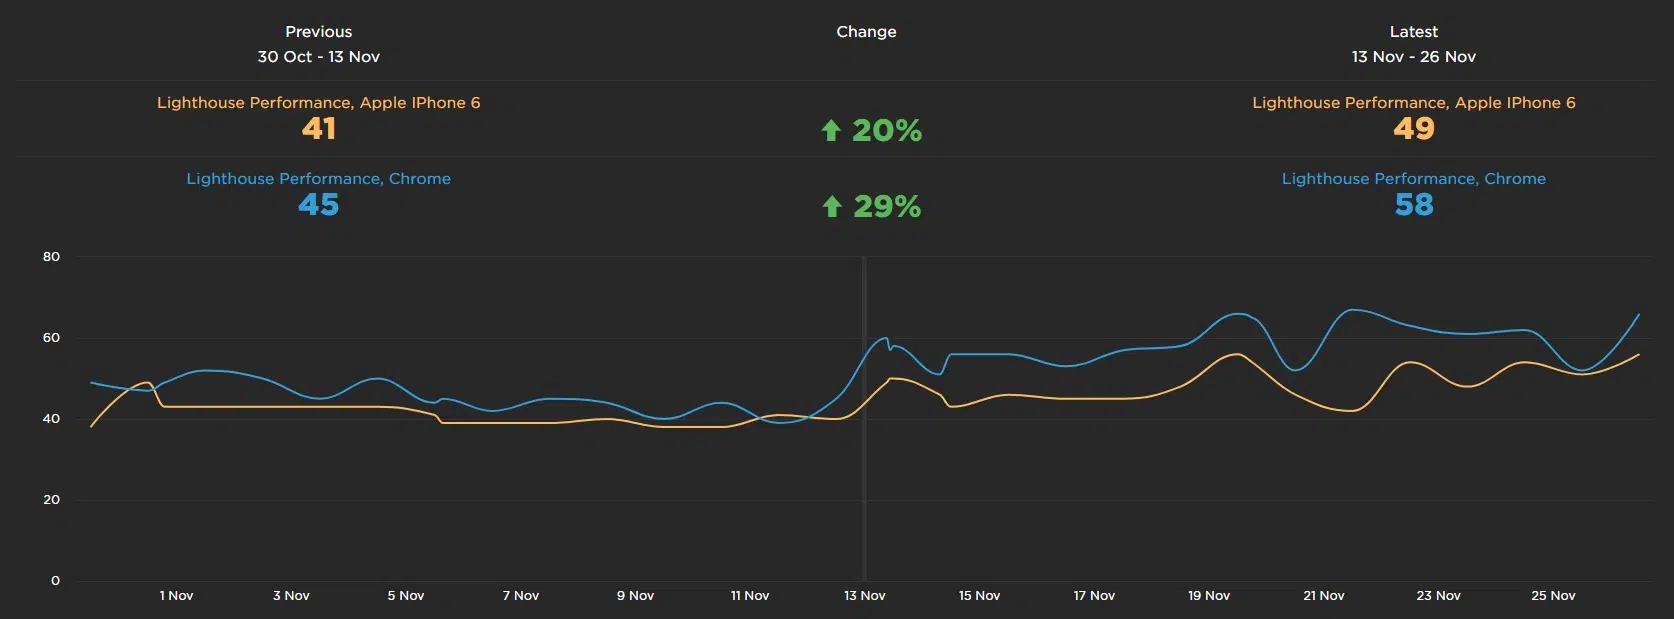 Previous
30 Oct - 13 Nov
Change
Latest
13 Nov - 26 Nov
Lighthouse Performance, Apple IPhone 6
41
20%
Lighthouse Performance, Apple IPhone 6
49
Lighthouse Performance, Chrome
45
29%
Lighthouse Performance, Chrome
58
80
60
40
20
0
1 Nov
3 Nov
5 Nov
7 Nov
9 Nov
11 Nov
13 Nov
15 Nov
17 Nov
19 Nov
21 Nov
23 Nov
25 Nov